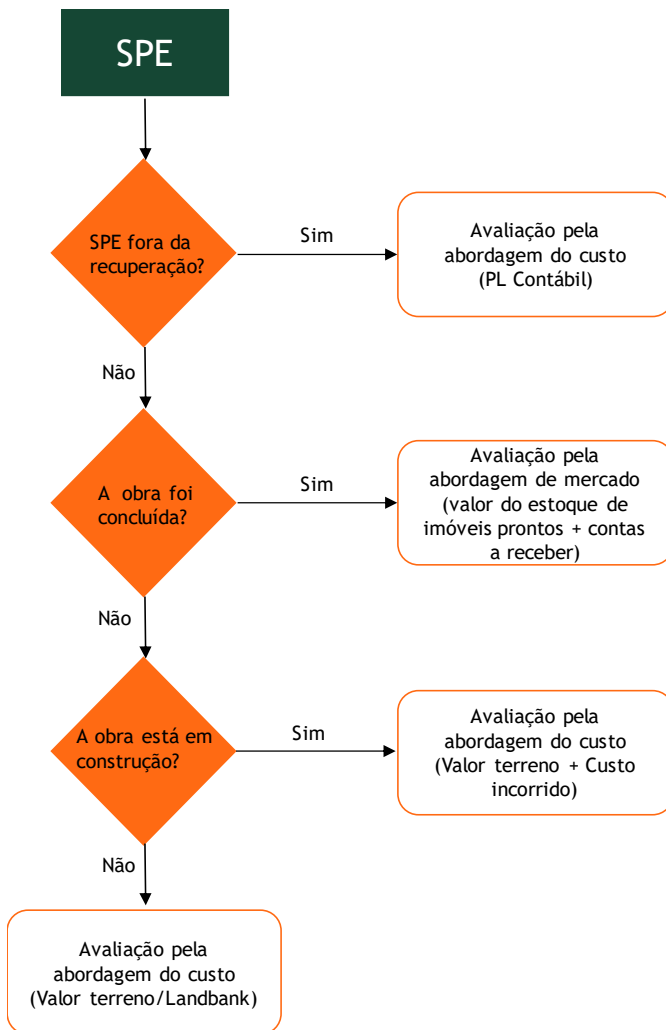 SPE
SPE fora da
recuperação?
Sim
Avaliação pela
abordagem do custo
(PL Contábil)
Não
A obra foi
concluída?
Sim
Avaliação pela
abordagem de mercado
(valor do estoque de
imóveis prontos + contas
a receber)
Não
A obra está em
construção?
Sim
Avaliação pela
abordagem do custo
(Valor terreno + Custo
incorrido)
Não
Avaliação pela
abordagem do custo
(Valor terreno/Landbank)